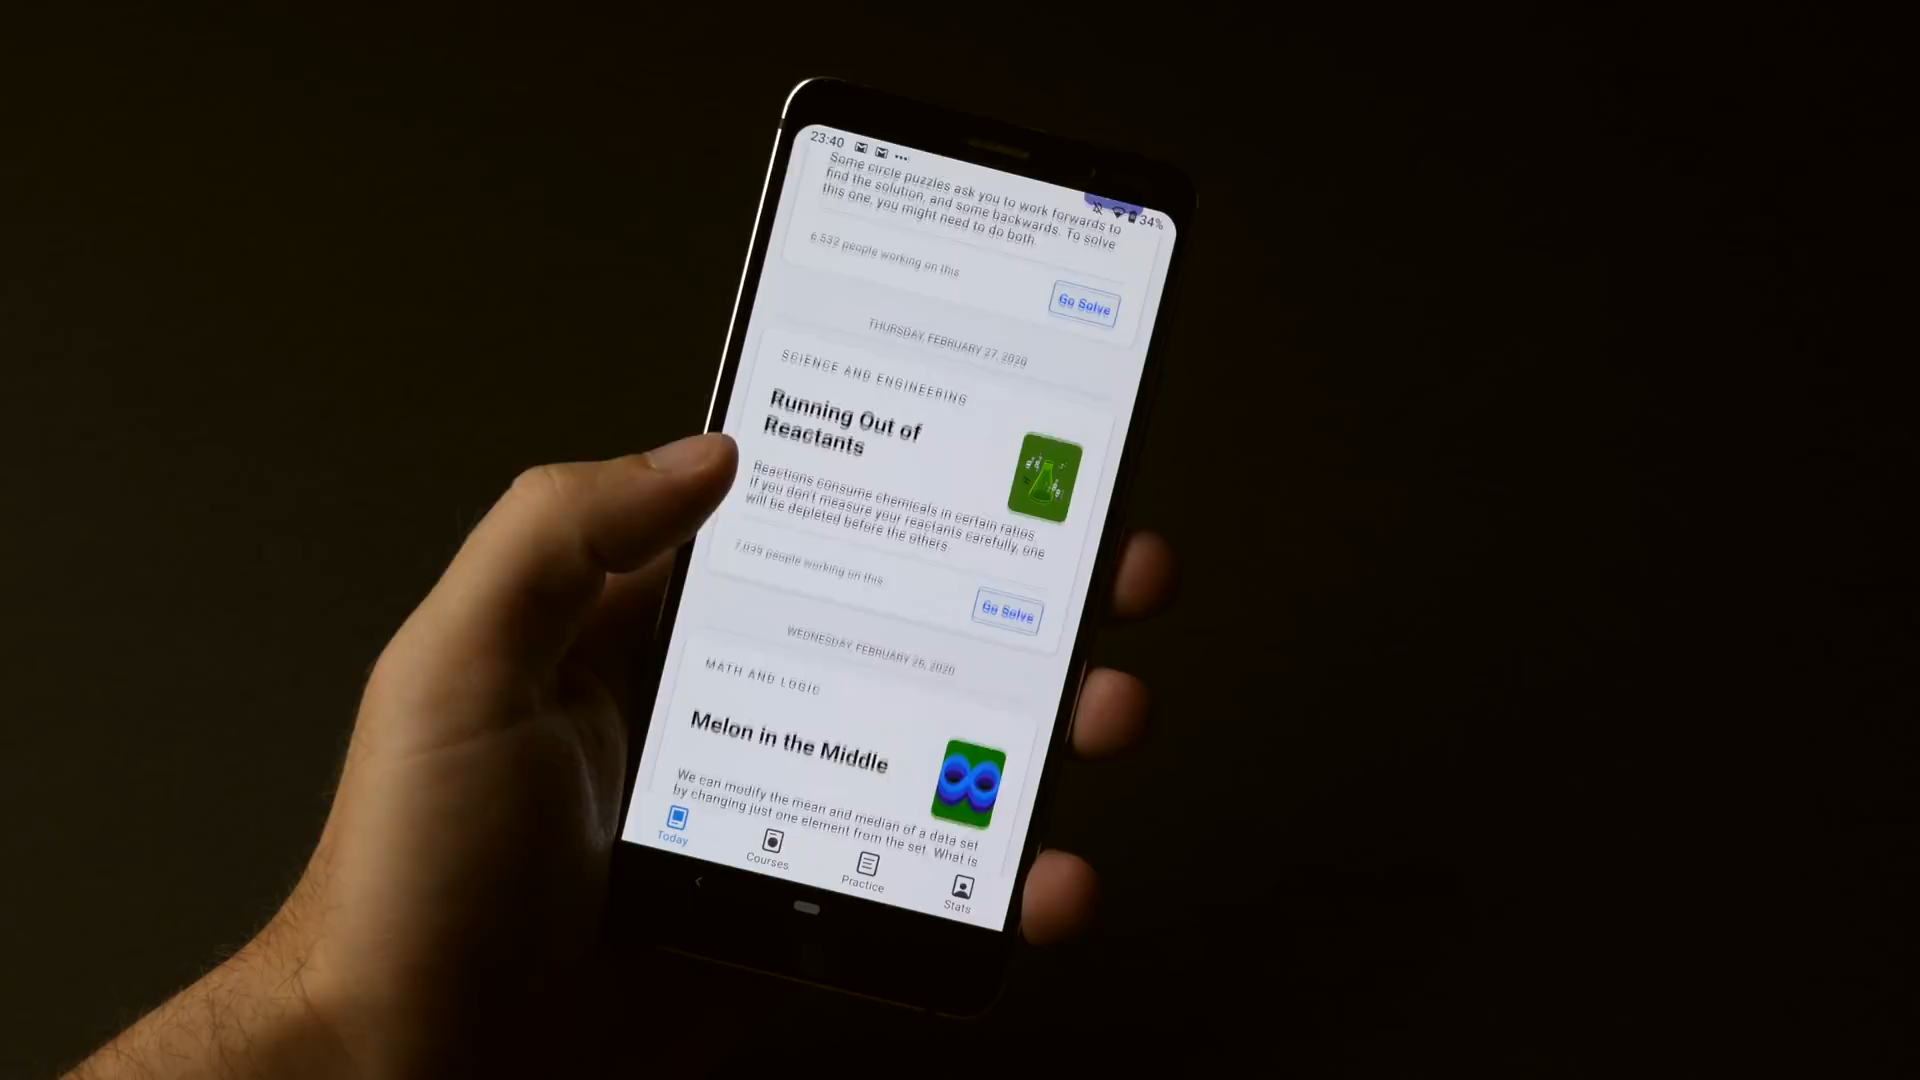 23:40
34%
Some circle puzzles ask you to work forwards to
find the solution, and some backwards. To solve
this one, you might need to do both.
6,532 people working on this
Go Solve
THURSDAY, FEBRUARY 27, 2020
SCIENCE AND ENGINEERING
Running Out of
Reactants
Reactions consume chemicals in certain ratios.
If you don't measure your reactants carefully, one
will be depleted before the others.
7,039 people working on this
Go Solve
WEDNESDAY, FEBRUARY 26, 2020
MATH AND LOGIC
Melon in the Middle
We can modify the mean and median of a data set
by changing just one element from the set. What is
Today
Courses
Practice
Stats